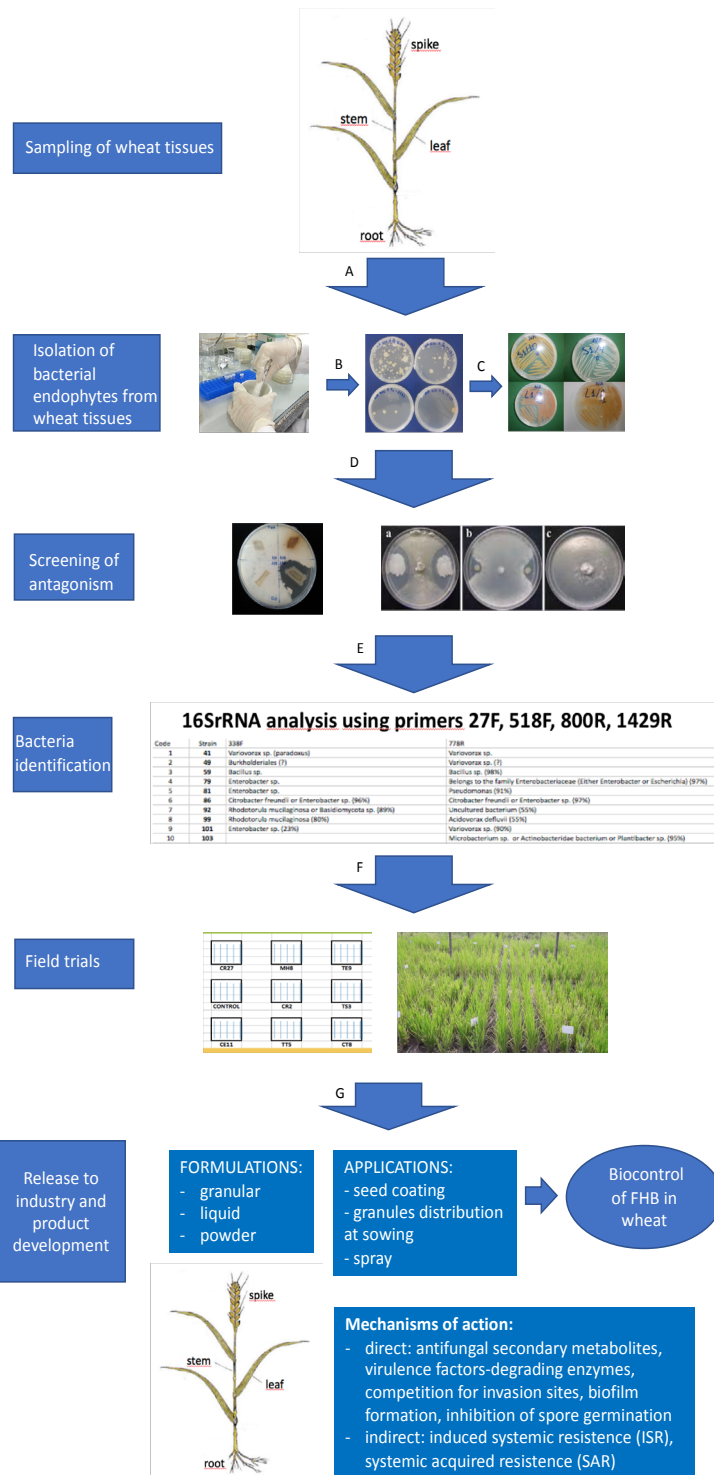 spike
stem
leaf
root
Sampling of wheat tissues
A
Isolation of
bacterial
endophytes from
wheat tissues
B
C
D
Screening of
antagonism
a
b
c
E
Bacteria
identification
16SrRNA analysis using primers 27F, 518F, 800R, 1429R
Code Strain 338F 778R
1 41 Variovorax sp. (paradoxus) Variovorax sp.
2 49 Burkholderiales (?) Variovorax sp. (?)
3 59 Bacillus sp. Bacillus sp. (98%)
4 79 Enterobacter sp. Belongs to the family Enterobacteriaceae (Either Enterobacter or Escherichia) (97%)
5 81 Enterobacter sp. Pseudomonas (91%)
6 86 Citrobacter freundii or Enterobacter sp. (96%) Citrobacter freundii or Enterobacter sp. (97%)
7 92 Rhodotorula mucilaginosa or Basidiomycota sp. (89%) Uncultured bacterium (55%)
8 99 Rhodotorula mucilaginosa (80%) Acidovorax defluvii (55%)
9 101 Enterobacter sp. (23%) Variovorax sp. (90%)
10 103 Microbacterium sp. or Actinobacteridae bacterium or Plantibacter sp. (95%)
F
Field trials
CR27 MH8 TE9
CONTROL CR2 TS3
CE11 TT5 CT8
G
Release to
industry and
product
development
FORMULATIONS:
- granular
- liquid
- powder
APPLICATIONS:
- seed coating
- granules distribution
at sowing
- spray
Biocontrol
of FHB in
wheat
spike
stem
leaf
root
Mechanisms of action:
- direct: antifungal secondary metabolites,
virulence factors-degrading enzymes,
competition for invasion sites, biofilm
formation, inhibition of spore germination
- indirect: induced systemic resistance (ISR),
systemic acquired resistance (SAR)